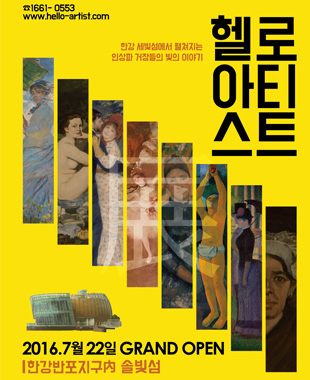 ☎1661- 0553
www.hello-artist.com
헬로
아티
스트
한강 세빛섬에서 펼쳐지는
인상파 거장들의 빛의 이야기
2016.7월 22일 GRAND OPEN
한강반포지구內 솔빛섬